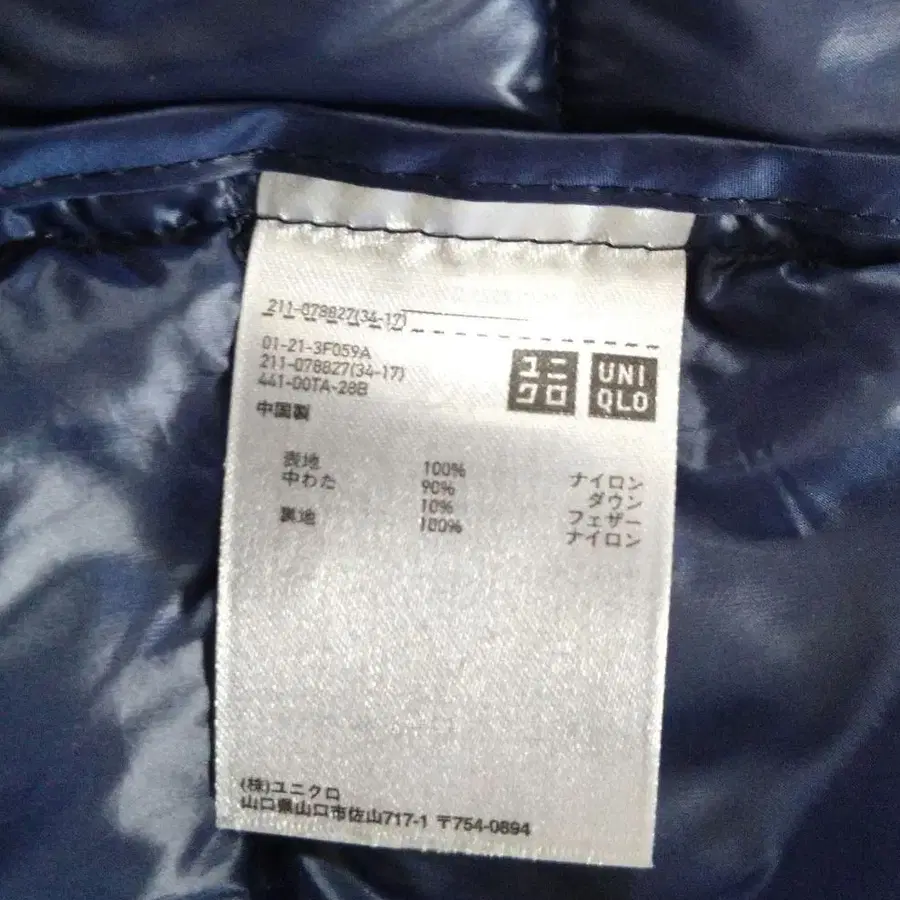 211-078827(34-17)
01-21-3F059A
211-078827(34-17)
441-00TA-28B
中国製
ユニ
クロ
UNI
QLO
表地 100% ナイロン
中わた 90% ダウン
10% フェザー
裏地 100% ナイロン
(株)ユニクロ
山口県山口市佐山717-1 〒754-0894